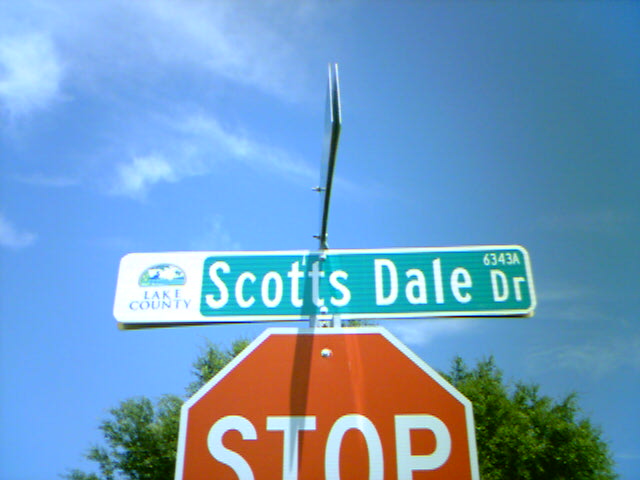 LAKE
COUNTY
Scotts Dale Dr
6343A
STOP